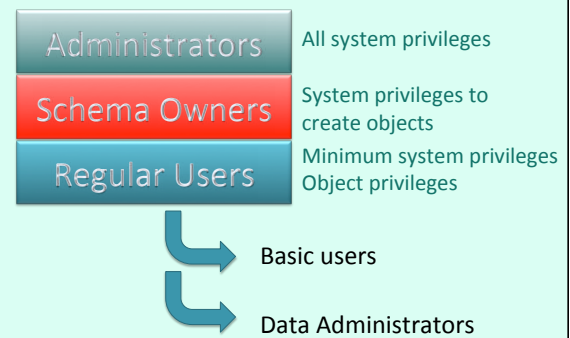 Administrators
All system privileges
Schema Owners
System privileges to
create objects
Regular Users
Minimum system privileges
Object privileges
Basic users
Data Administrators